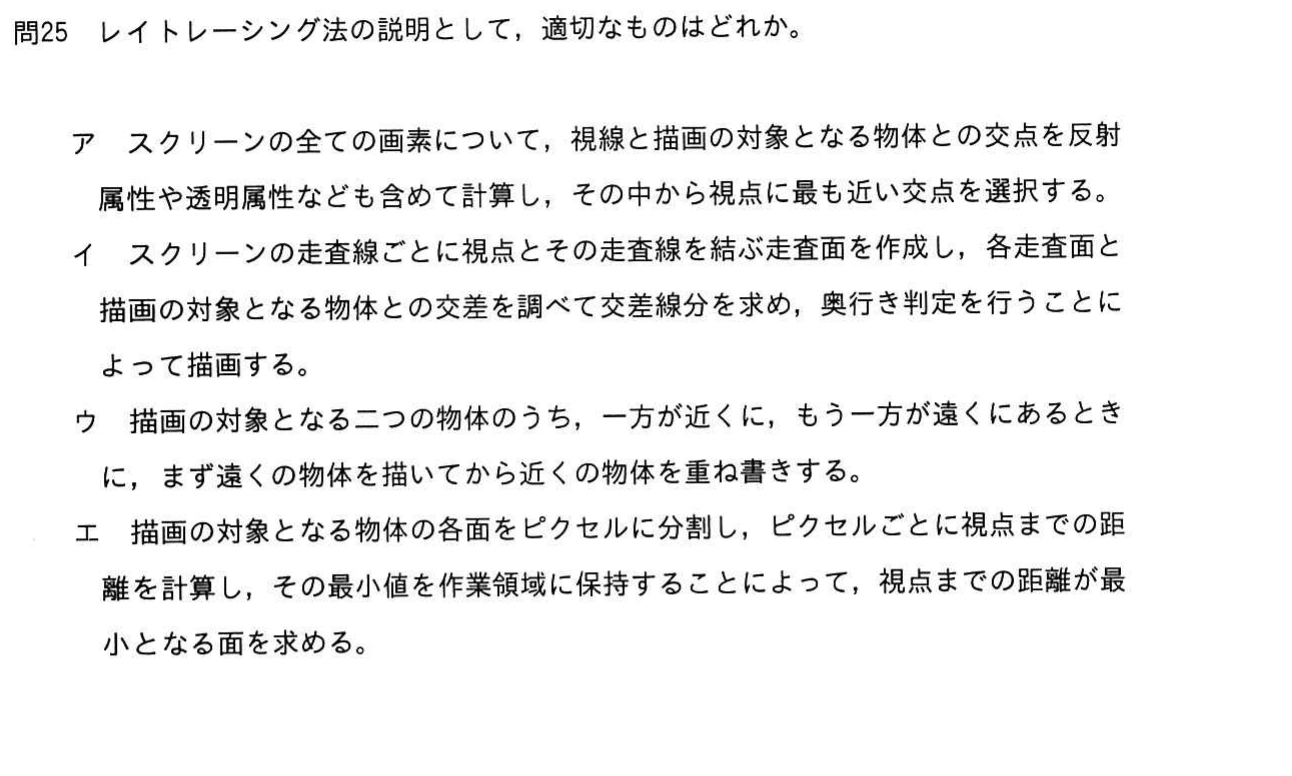 問25　レイトレーシング法の説明として，適切なものはどれか。
ア　スクリーンの全ての画素について，視線と描画の対象となる物体との交点を反射
属性や透明属性なども含めて計算し，その中から視点に最も近い交点を選択する。
イ　スクリーンの走査線ごとに視点とその走査線を結ぶ走査面を作成し，各走査面と
描画の対象となる物体との交差を調べて交差線分を求め，奥行き判定を行うことに
よって描画する。
ウ　描画の対象となる二つの物体のうち，一方が近くに，もう一方が遠くにあるとき
に，まず遠くの物体を描いてから近くの物体を重ね書きする。
エ　描画の対象となる物体の各面をピクセルに分割し，ピクセルごとに視点までの距
離を計算し，その最小値を作業領域に保持することによって，視点までの距離が最
小となる面を求める。